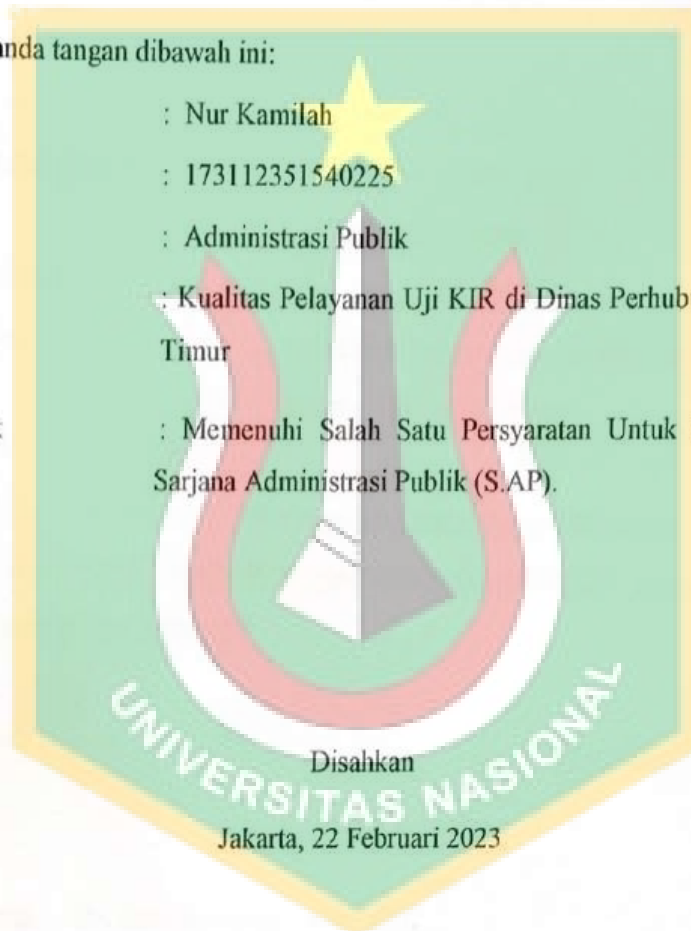 anda tangan dibawah ini:
: Nur Kamilah
: 173112351540225
: Administrasi Publik
: Kualitas Pelayanan Uji KIR di Dinas Perhub
Timur
: Memenuhi Salah Satu Persyaratan Untuk
Sarjana Administrasi Publik (S.AP).
Disahkan
UNIVERSITAS NASIONAL
Jakarta, 22 Februari 2023